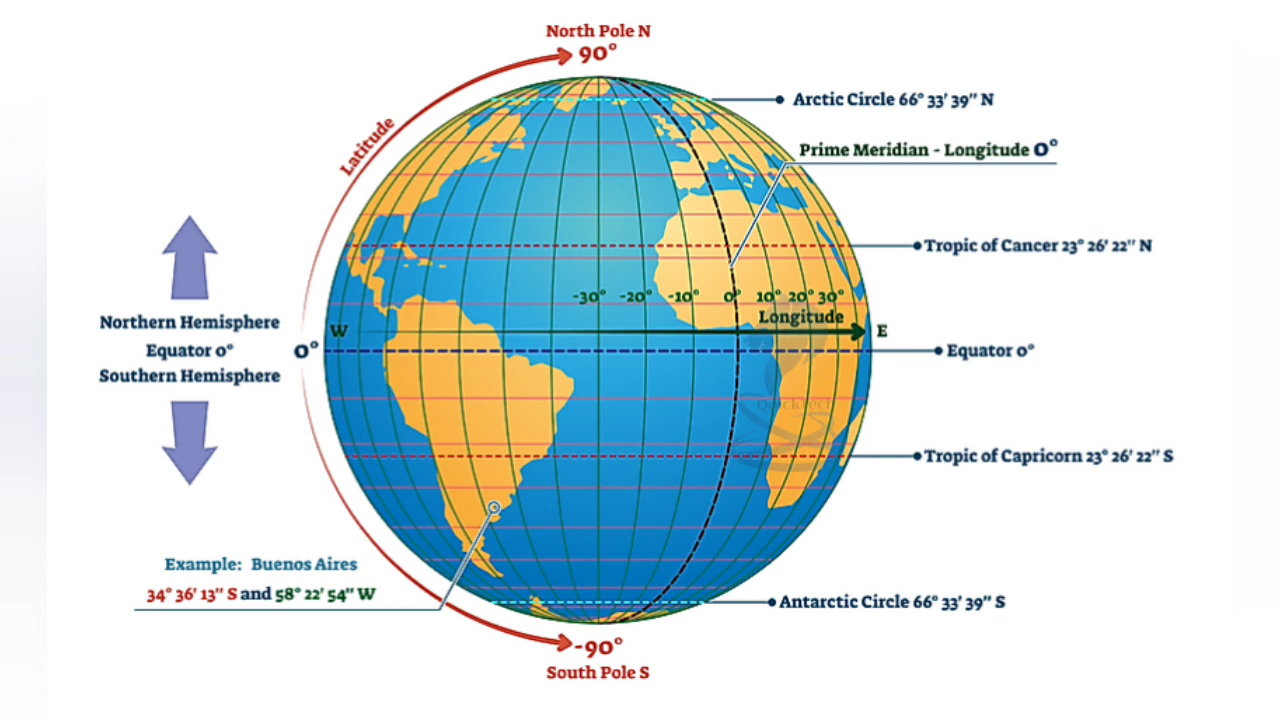 North Pole N
90°
Latitude
Arctic Circle 66° 33' 39" N
Prime Meridian - Longitude 0°
Tropic of Cancer 23° 26' 22" N
-30° -20° -10° 0° 10° 20° 30°
Longitude
W
E
Northern Hemisphere
Equator 0°
Southern Hemisphere
0°
Equator 0°
Quicktech
Tropic of Capricorn 23° 26' 22" S
Example: Buenos Aires
34° 36' 13" S and 58° 22' 54" W
Antarctic Circle 66° 33' 39" S
-90°
South Pole S